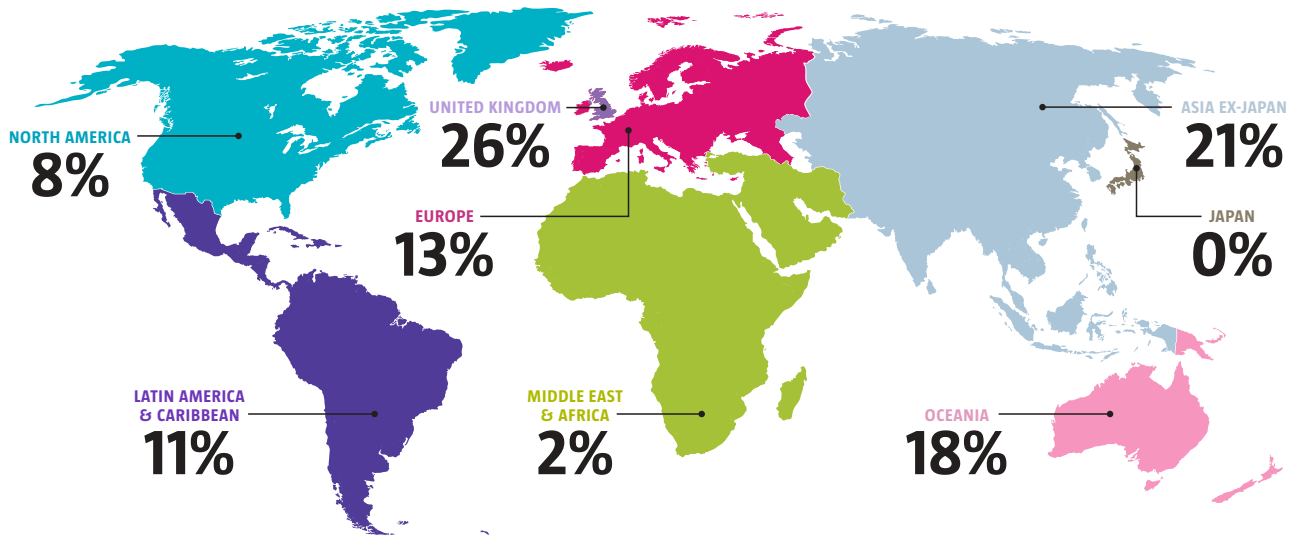 NORTH AMERICA
8%
UNITED KINGDOM
26%
EUROPE
13%
ASIA EX-JAPAN
21%
JAPAN
0%
LATIN AMERICA
& CARIBBEAN
11%
MIDDLE EAST
& AFRICA
2%
OCEANIA
18%